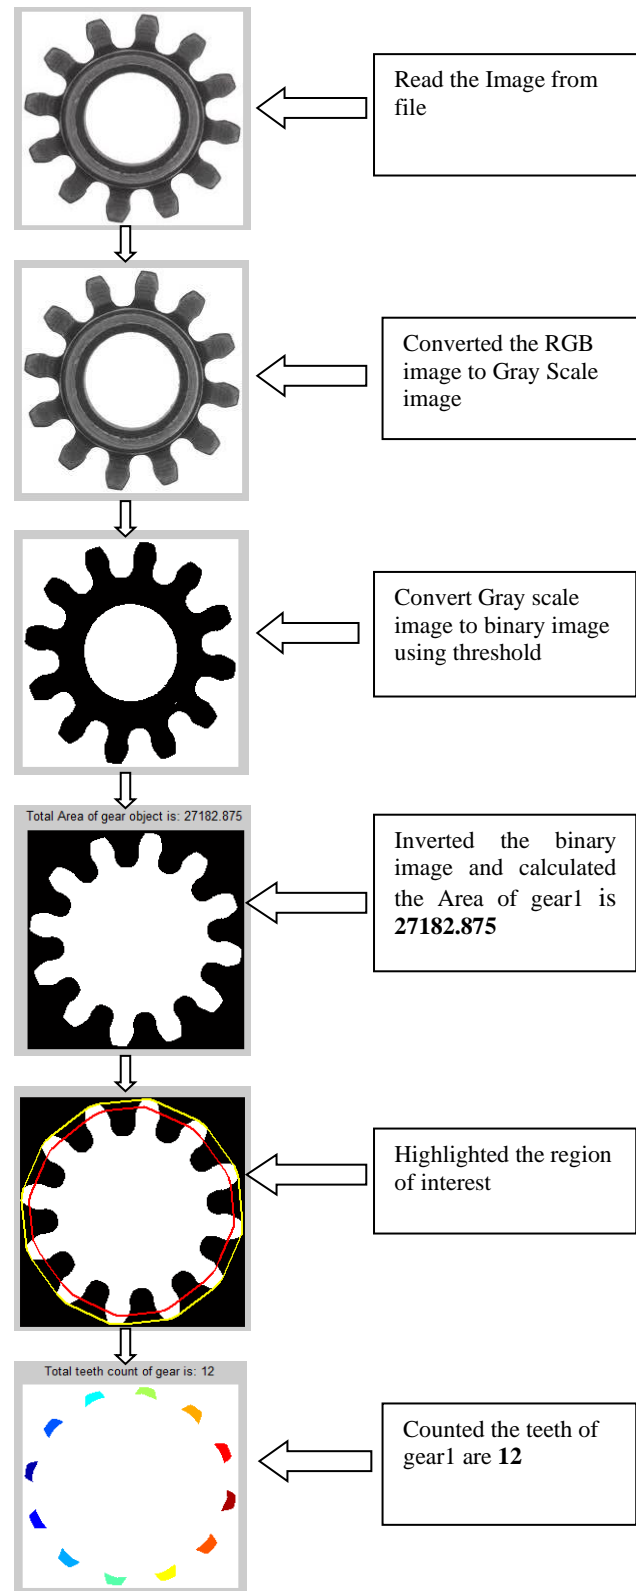 Read the Image from
file
Converted the RGB
image to Gray Scale
image
Convert Gray scale
image to binary image
using threshold
Total Area of gear object is: 27182.875
Inverted the binary
image and calculated
the Area of gear1 is
27182.875
Highlighted the region
of interest
Total teeth count of gear is: 12
Counted the teeth of
gear1 are 12